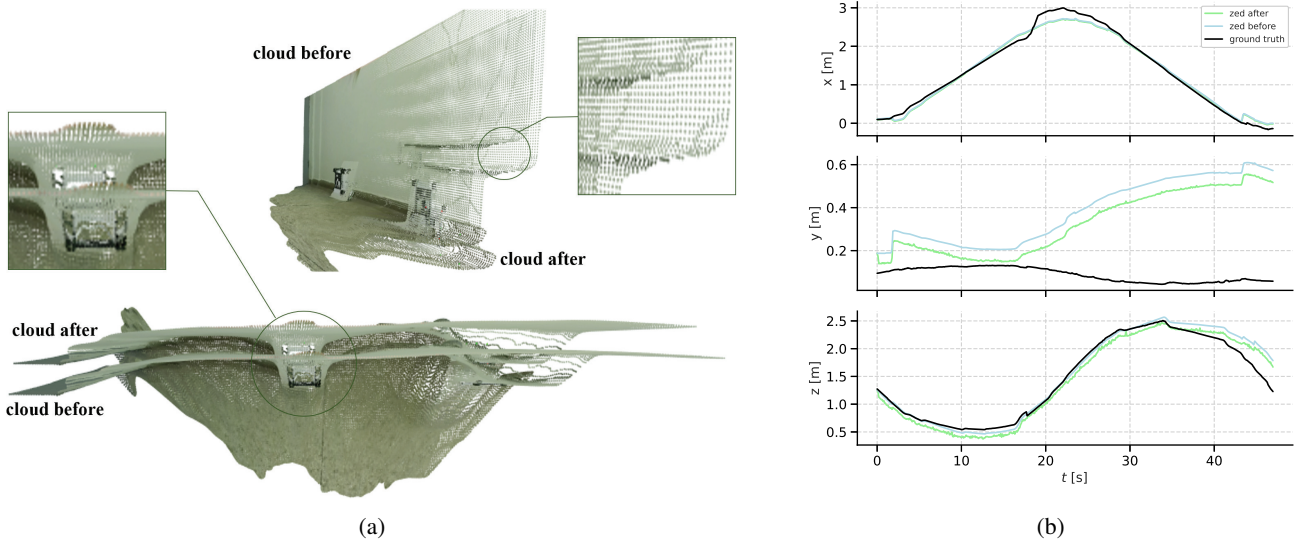 cloud before
cloud after
cloud after
cloud before
(a)
zed after
zed before
ground truth
x [m]
3
2
1
0
y [m]
0.6
0.4
0.2
z [m]
2.5
2.0
1.5
1.0
0.5
0 10 20 30 40
t [s]
(b)